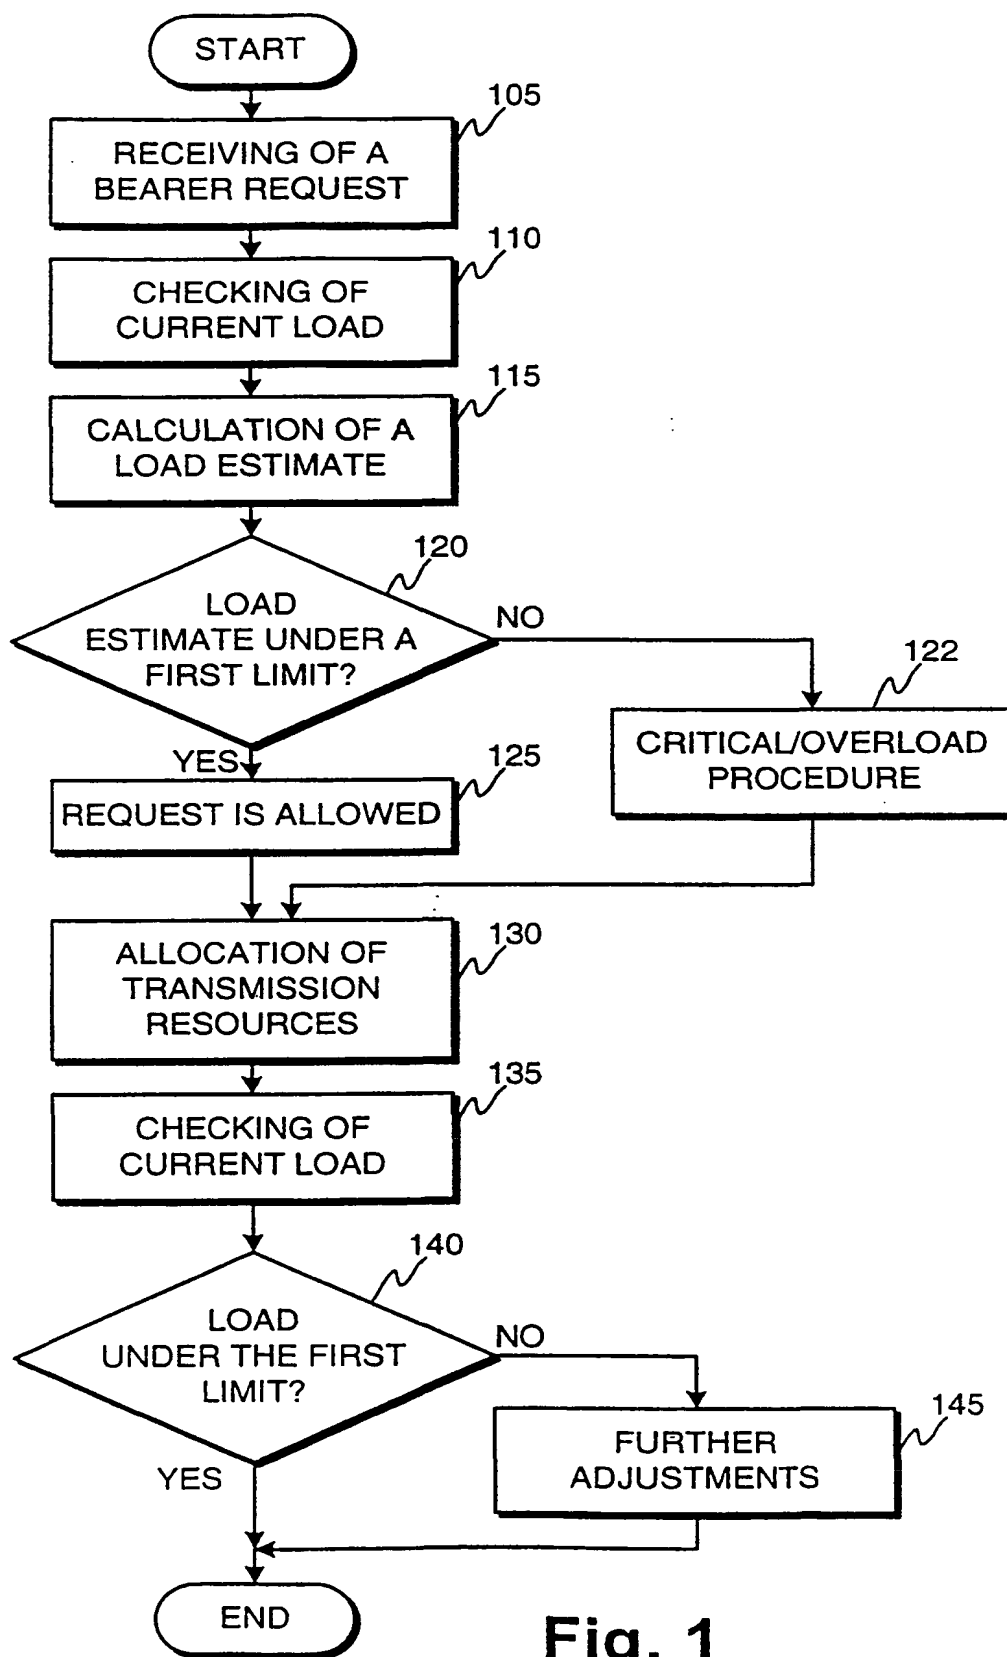 START
105
RECEIVING OF A
BEARER REQUEST
110
CHECKING OF
CURRENT LOAD
115
CALCULATION OF A
LOAD ESTIMATE
120
LOAD
ESTIMATE UNDER A
FIRST LIMIT?
NO
YES
122
CRITICAL/OVERLOAD
PROCEDURE
125
REQUEST IS ALLOWED
130
ALLOCATION OF
TRANSMISSION
RESOURCES
135
CHECKING OF
CURRENT LOAD
140
LOAD
UNDER THE FIRST
LIMIT?
NO
YES
145
FURTHER
ADJUSTMENTS
END
Fig. 1